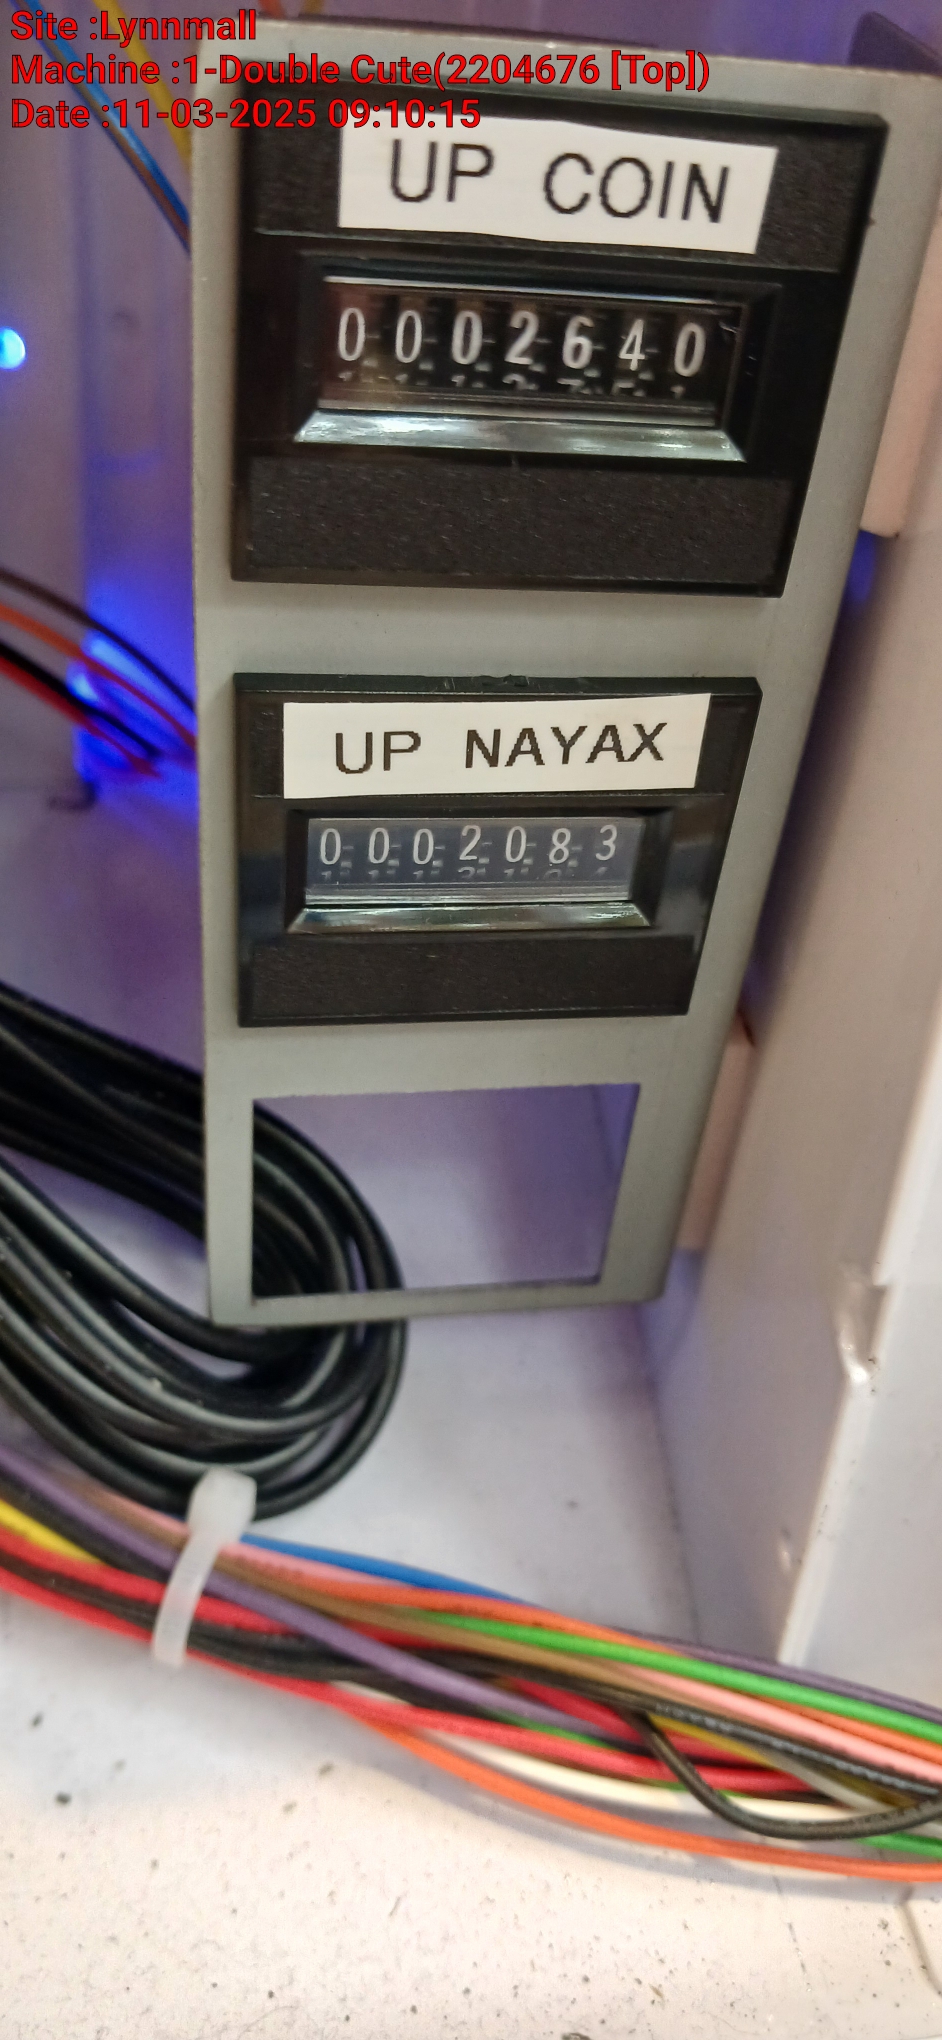 Site :Lynnmall
Machine :1-Double Cute(2204676 [Top])
Date :11-03-2025 09:10:15
UP COIN
0002640
UP NAYAX
0002083